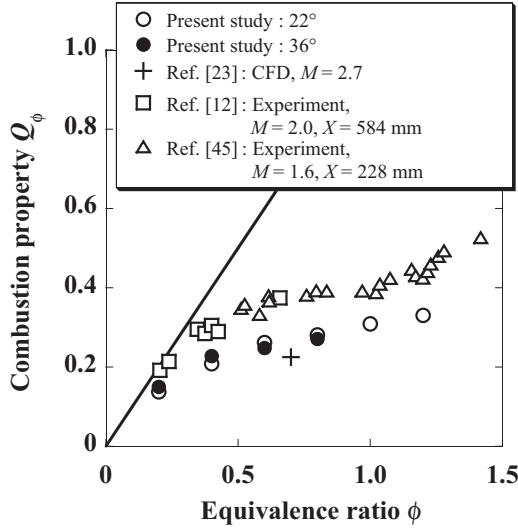 Present study : 22°
Present study : 36°
Ref. [23] : CFD, M = 2.7
Ref. [12] : Experiment,
M = 2.0, X = 584 mm
Ref. [45] : Experiment,
M = 1.6, X = 228 mm
Combustion property Qϕ
1.0
0.8
0.6
0.4
0.2
0
0
0.5
1.0
1.5
Equivalence ratio ϕ